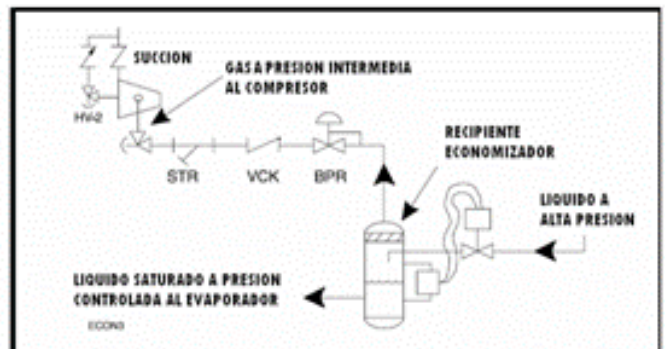 SUCCION
GAS A PRESION INTERMEDIA
AL COMPRESOR
HV-2
STR
VCK
BPR
RECIPIENTE
ECONOMIZADOR
LIQUIDO A
ALTA PRESION
LIQUIDO SATURADO A PRESION
CONTROLADA AL EVAPORADOR
ECON3